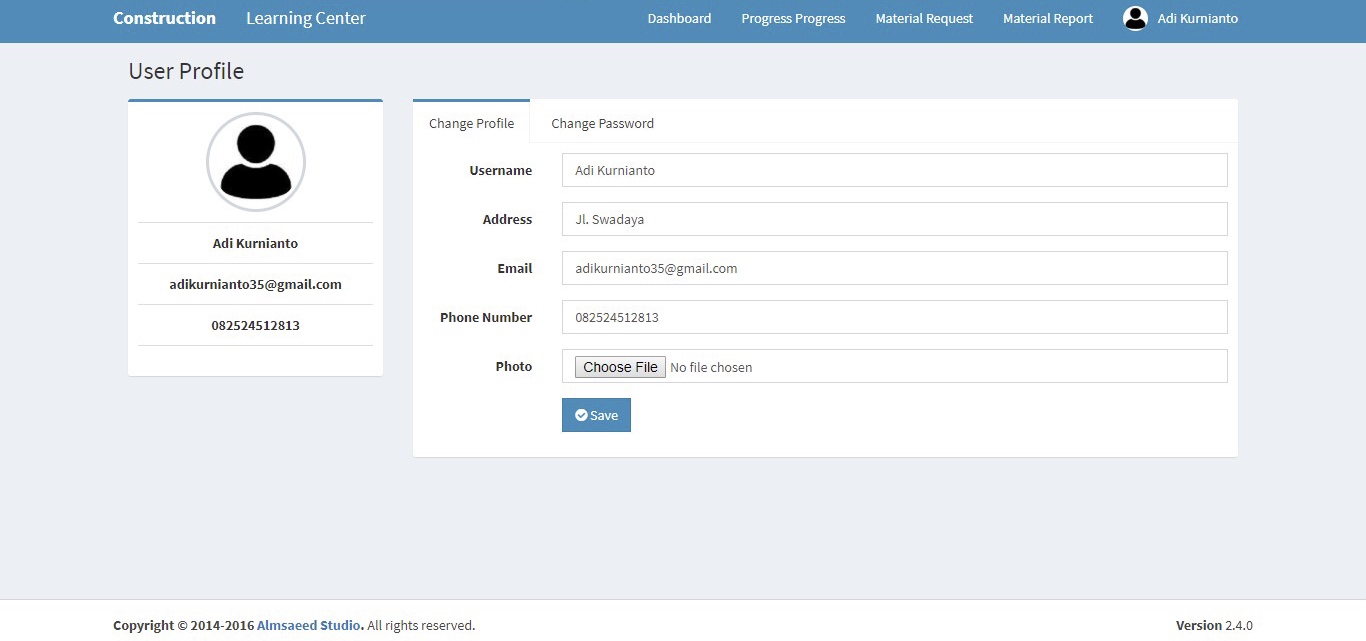 Construction Learning Center Dashboard Progress Progress Material Request Material Report Adi Kurnianto
User Profile
Adi Kurnianto
adikurnianto35@gmail.com
082524512813
Change Profile Change Password
Username Adi Kurnianto
Address Jl. Swadaya
Email adikurnianto35@gmail.com
Phone Number 082524512813
Photo Choose File No file chosen
Save
Copyright © 2014-2016 Almsaeed Studio. All rights reserved. Version 2.4.0